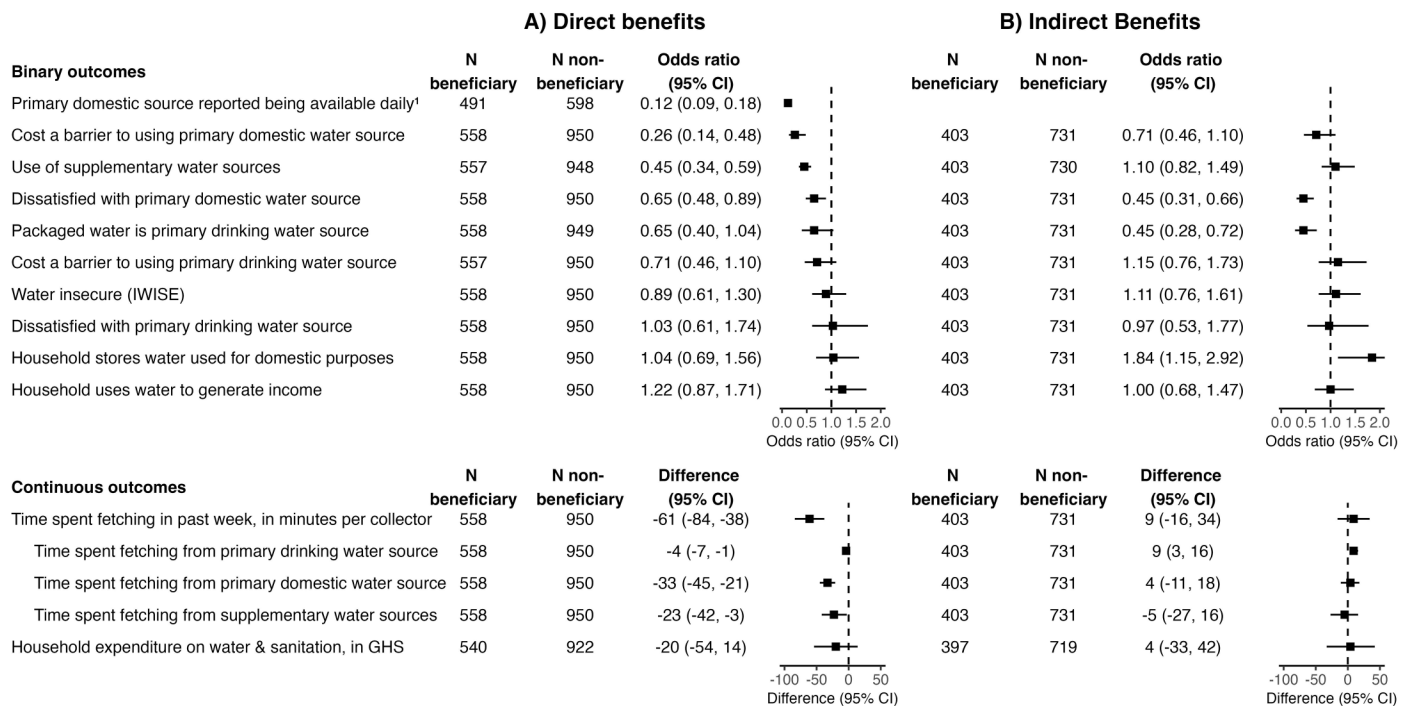 A) Direct benefits B) Indirect Benefits
N N non- Odds ratio N N non- Odds ratio
Binary outcomes beneficiary beneficiary (95% CI) beneficiary beneficiary (95% CI)
Primary domestic source reported being available daily¹ 491 598 0.12 (0.09, 0.18)
Cost a barrier to using primary domestic water source 558 950 0.26 (0.14, 0.48) 403 731 0.71 (0.46, 1.10)
Use of supplementary water sources 557 948 0.45 (0.34, 0.59) 403 730 1.10 (0.82, 1.49)
Dissatisfied with primary domestic water source 558 950 0.65 (0.48, 0.89) 403 731 0.45 (0.31, 0.66)
Packaged water is primary drinking water source 558 949 0.65 (0.40, 1.04) 403 731 0.45 (0.28, 0.72)
Cost a barrier to using primary drinking water source 557 950 0.71 (0.46, 1.10) 403 731 1.15 (0.76, 1.73)
Water insecure (IWISE) 558 950 0.89 (0.61, 1.30) 403 731 1.11 (0.76, 1.61)
Dissatisfied with primary drinking water source 558 950 1.03 (0.61, 1.74) 403 731 0.97 (0.53, 1.77)
Household stores water used for domestic purposes 558 950 1.04 (0.69, 1.56) 403 731 1.84 (1.15, 2.92)
Household uses water to generate income 558 950 1.22 (0.87, 1.71) 403 731 1.00 (0.68, 1.47)
0.0 0.5 1.0 1.5 2.0 0.0 0.5 1.0 1.5 2.0
Odds ratio (95% CI) Odds ratio (95% CI)
N N non- Difference N N non- Difference
Continuous outcomes beneficiary beneficiary (95% CI) beneficiary beneficiary (95% CI)
Time spent fetching in past week, in minutes per collector 558 950 -61 (-84, -38) 403 731 9 (-16, 34)
Time spent fetching from primary drinking water source 558 950 -4 (-7, -1) 403 731 9 (3, 16)
Time spent fetching from primary domestic water source 558 950 -33 (-45, -21) 403 731 4 (-11, 18)
Time spent fetching from supplementary water sources 558 950 -23 (-42, -3) 403 731 -5 (-27, 16)
Household expenditure on water & sanitation, in GHS 540 922 -20 (-54, 14) 397 719 4 (-33, 42)
-100 -50 0 50 -100 -50 0 50
Difference (95% CI) Difference (95% CI)